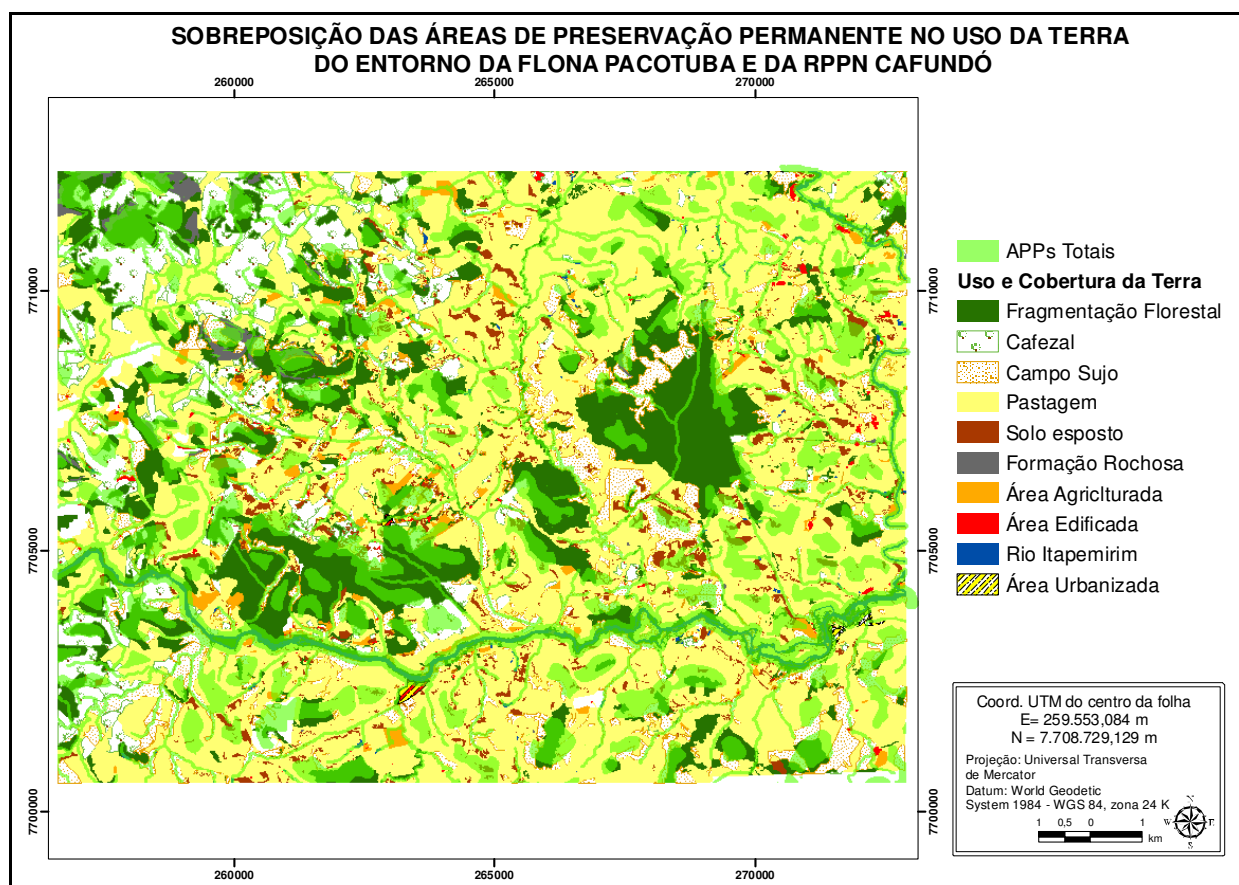 SOBREPOSIÇÃO DAS ÁREAS DE PRESERVAÇÃO PERMANENTE NO USO DA TERRA
DO ENTORNO DA FLONA PACOTUBA E DA RPPN CAFUNDÓ
260000
265000
270000
7710000
7710000
7705000
7705000
7700000
7700000
260000
265000
270000
APPs Totais
Uso e Cobertura da Terra
Fragmentação Florestal
Cafezal
Campo Sujo
Pastagem
Solo esposto
Formação Rochosa
Área Agriclturada
Área Edificada
Rio Itapemirim
Área Urbanizada
Coord. UTM do centro da folha
E= 259.553,084 m
N = 7.708.729,129 m
Projeção: Universal Transversa
de Mercator
Datum: World Geodetic
System 1984 - WGS 84, zona 24 K
1 0,5 0 1
km
N
W E
S